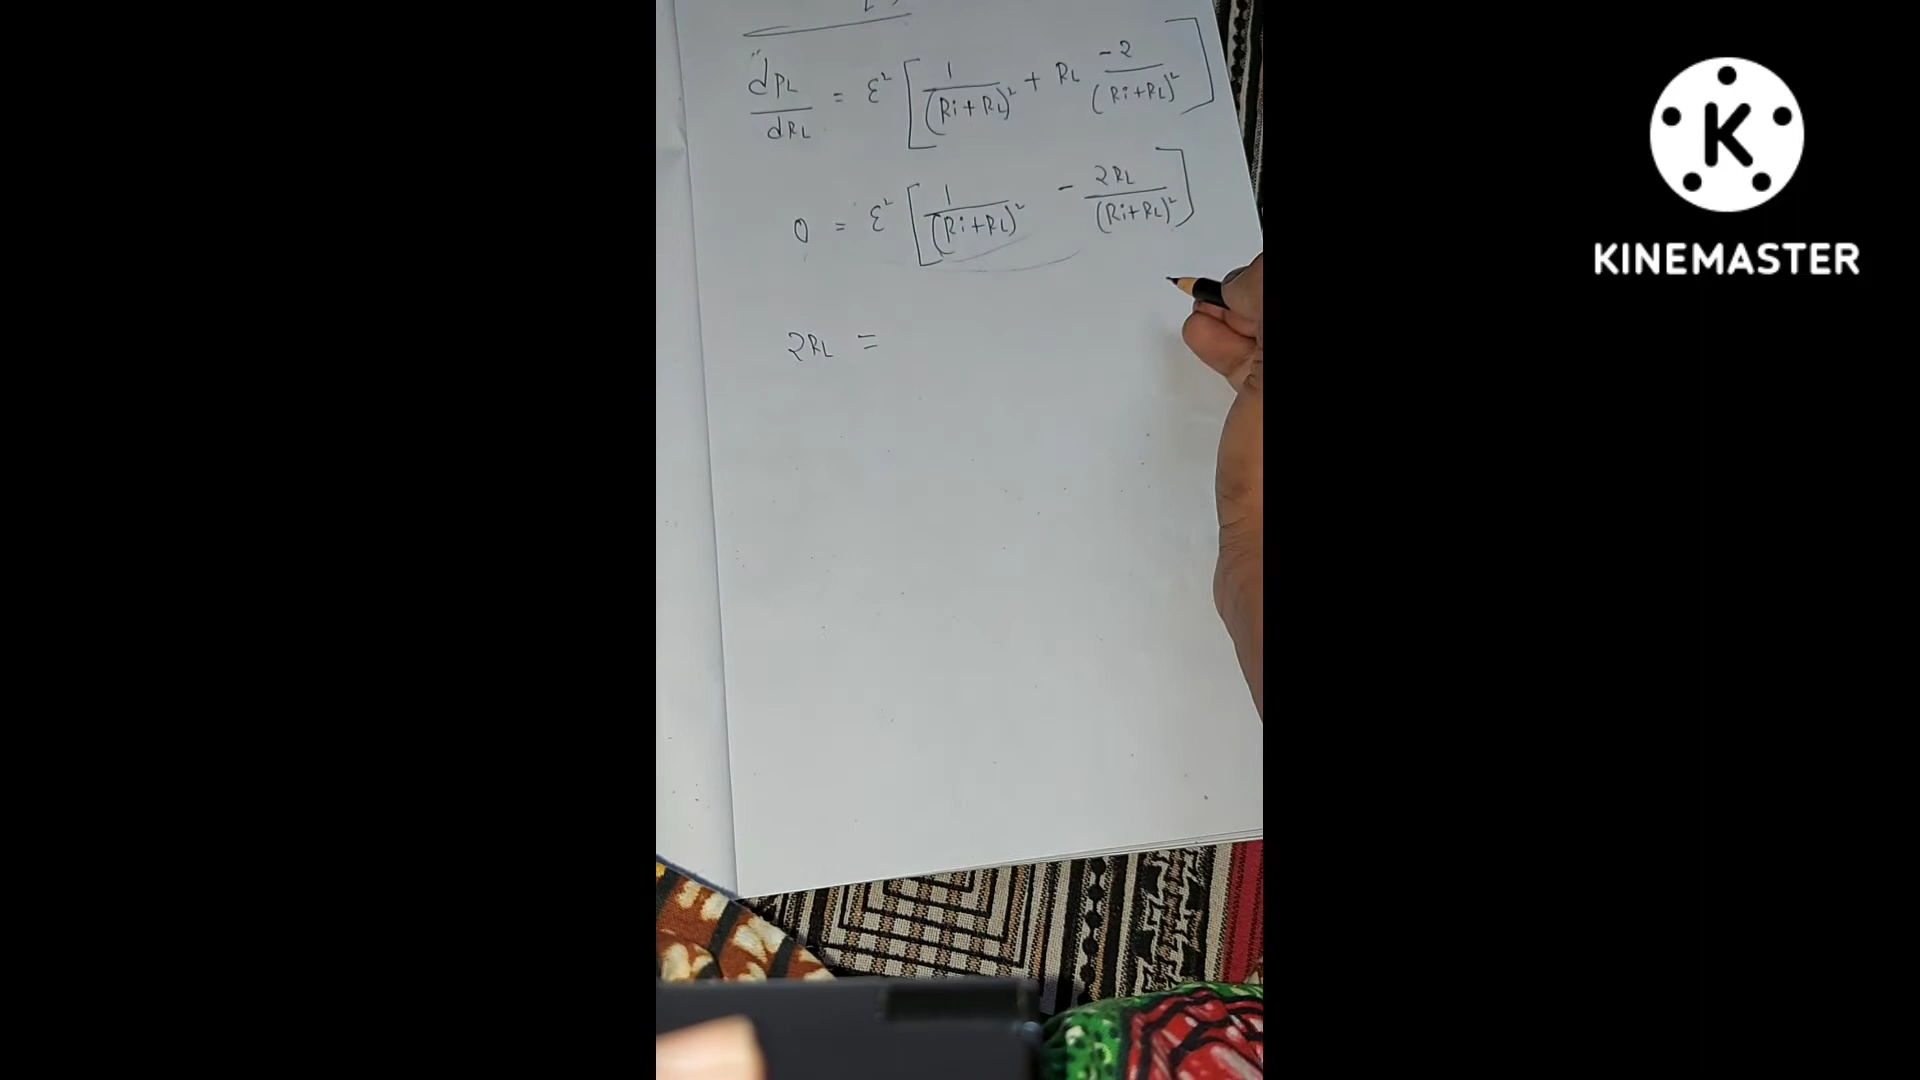 dPL/dRL = ε² [ 1/(Ri+RL)² + RL -2/(Ri+RL)² ]
0 = ε² [ 1/(Ri+RL)² - 2RL/(Ri+RL)² ]
2RL =
K
KINEMASTER